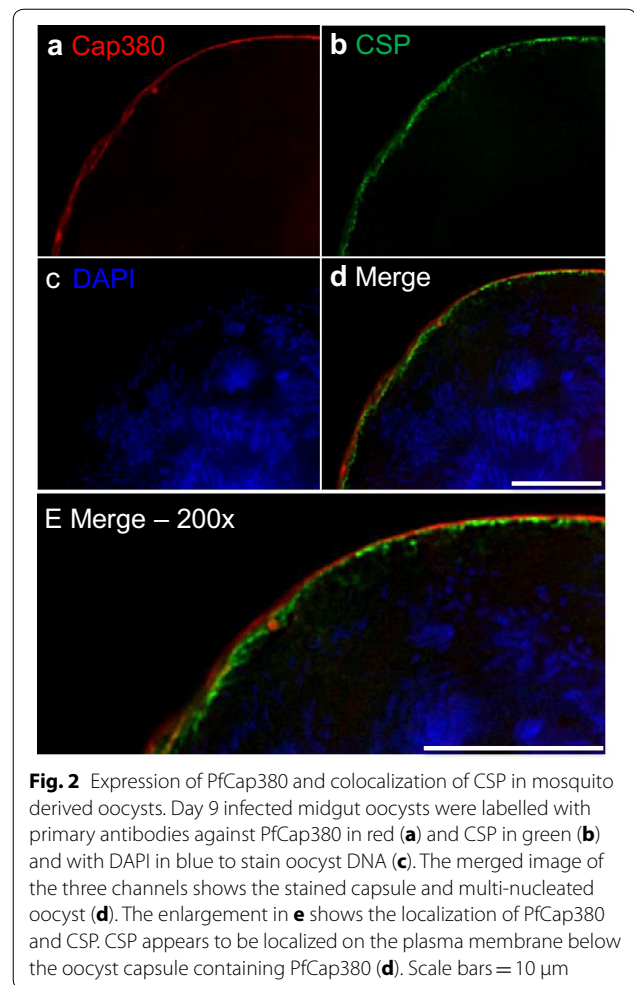 a Cap380
b CSP
c DAPI
d Merge
E Merge – 200x
Fig. 2 Expression of PfCap380 and colocalization of CSP in mosquito
derived oocysts. Day 9 infected midgut oocysts were labelled with
primary antibodies against PfCap380 in red (a) and CSP in green (b)
and with DAPI in blue to stain oocyst DNA (c). The merged image of
the three channels shows the stained capsule and multi-nucleated
oocyst (d). The enlargement in e shows the localization of PfCap380
and CSP. CSP appears to be localized on the plasma membrane below
the oocyst capsule containing PfCap380 (d). Scale bars = 10 µm